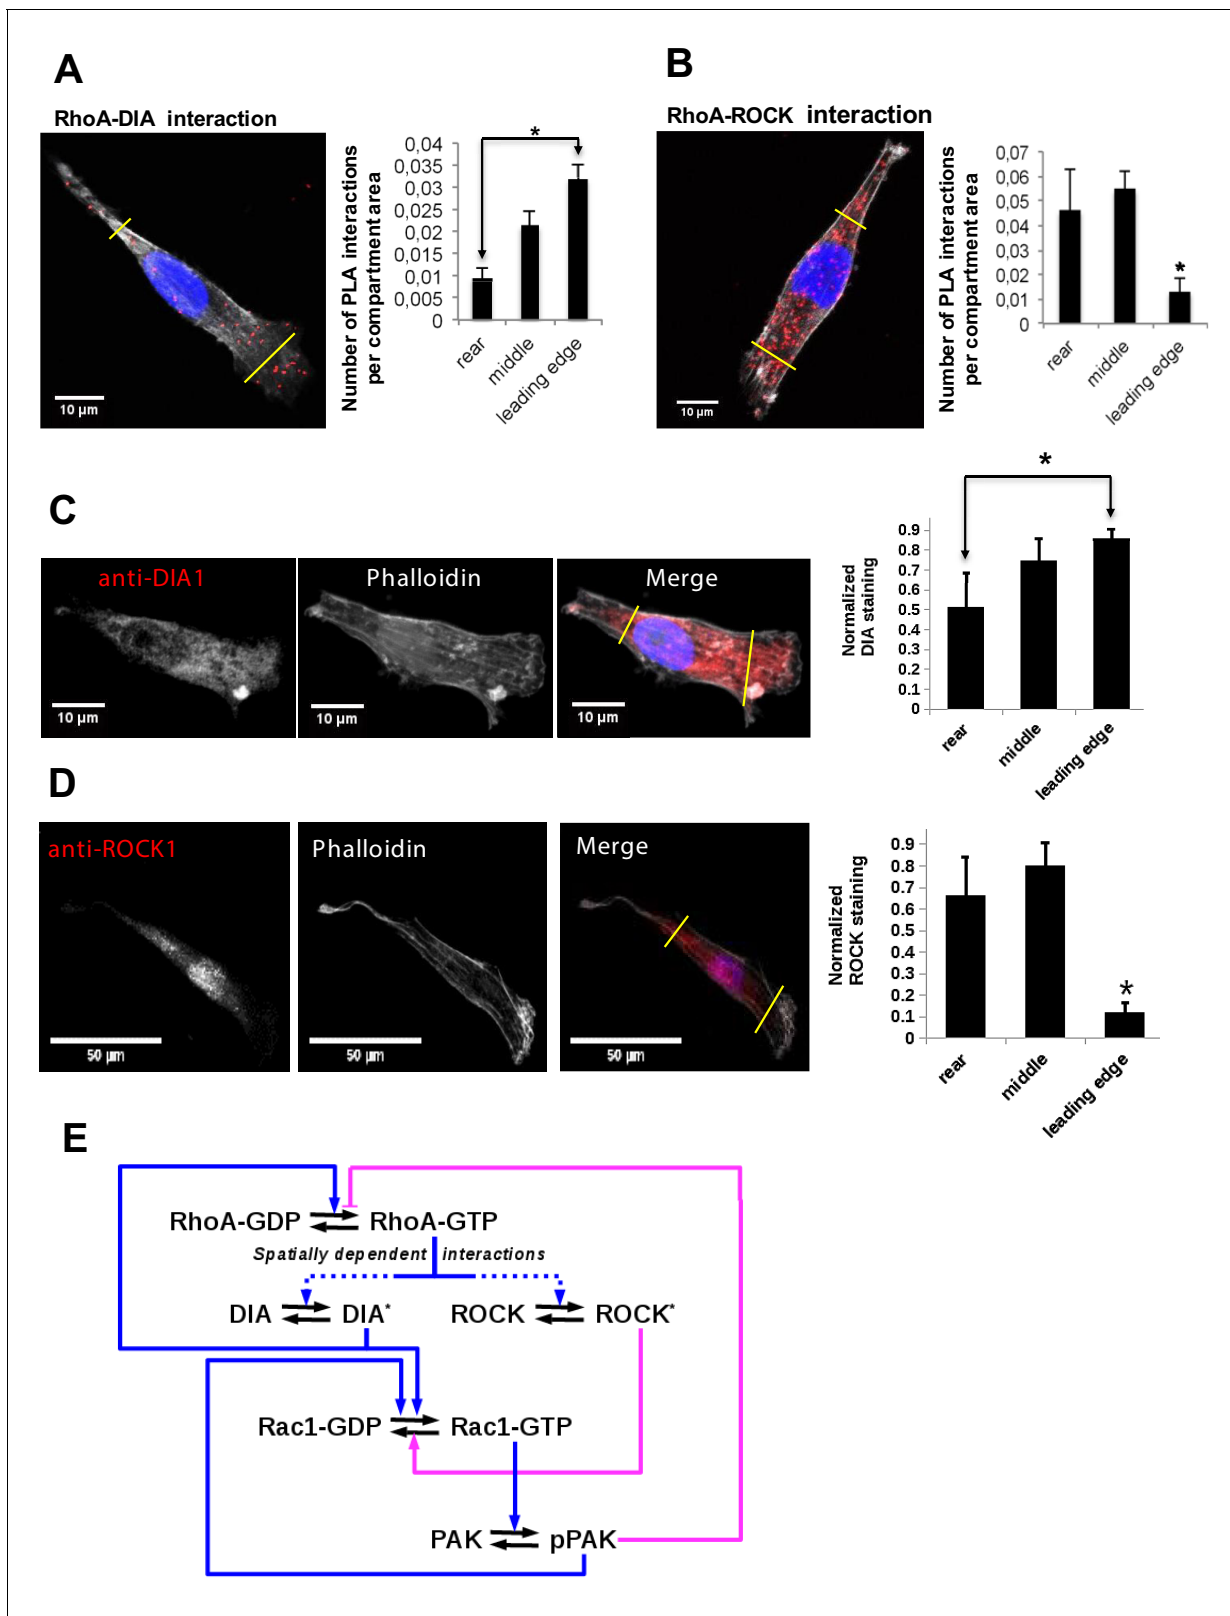 A
RhoA-DIA interaction
10 μm
Number of PLA interactions
per compartment area
0,04
0,035
0,03
0,025
0,02
0,015
0,01
0,005
0
*
rear
middle
leading edge
B
RhoA-ROCK interaction
10 μm
Number of PLA interactions
per compartment area
0,07
0,06
0,05
0,04
0,03
0,02
0,01
0
*
rear
middle
leading edge
C
anti-DIA1
10 μm
Phalloidin
10 μm
Merge
10 μm
Normalized
DIA staining
*
0.9
0.8
0.7
0.6
0.5
0.4
0.3
0.2
0.1
0
rear
middle
leading edge
D
anti-ROCK1
50 μm
Phalloidin
50 μm
Merge
50 μm
Normalized
ROCK staining
0.9
0.8
0.7
0.6
0.5
0.4
0.3
0.2
0.1
0
*
rear
middle
leading edge
E
RhoA-GDP RhoA-GTP
Spatially dependent interactions
DIA DIA* ROCK ROCK*
Rac1-GDP Rac1-GTP
PAK pPAK